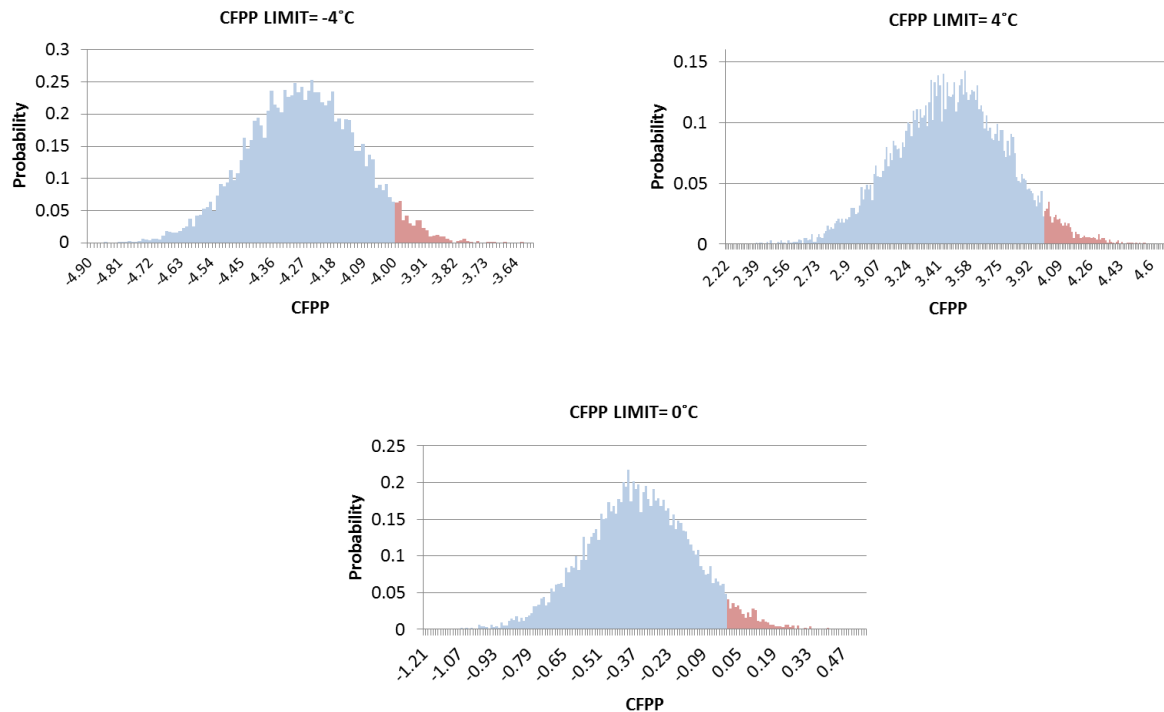 CFPP LIMIT= -4˚C
0.3
0.25
0.2
0.15
0.1
0.05
0
Probability
-4.90 -4.81 -4.72 -4.63 -4.54 -4.45 -4.36 -4.27 -4.18 -4.09 -4.00 -3.91 -3.82 -3.73 -3.64
CFPP
CFPP LIMIT= 4˚C
0.15
0.1
0.05
0
Probability
2.22 2.39 2.56 2.73 2.9 3.07 3.24 3.41 3.58 3.75 3.92 4.09 4.26 4.43 4.6
CFPP
CFPP LIMIT= 0˚C
0.25
0.2
0.15
0.1
0.05
0
Probability
-1.21 -1.07 -0.93 -0.79 -0.65 -0.51 -0.37 -0.23 -0.09 0.05 0.19 0.33 0.47
CFPP